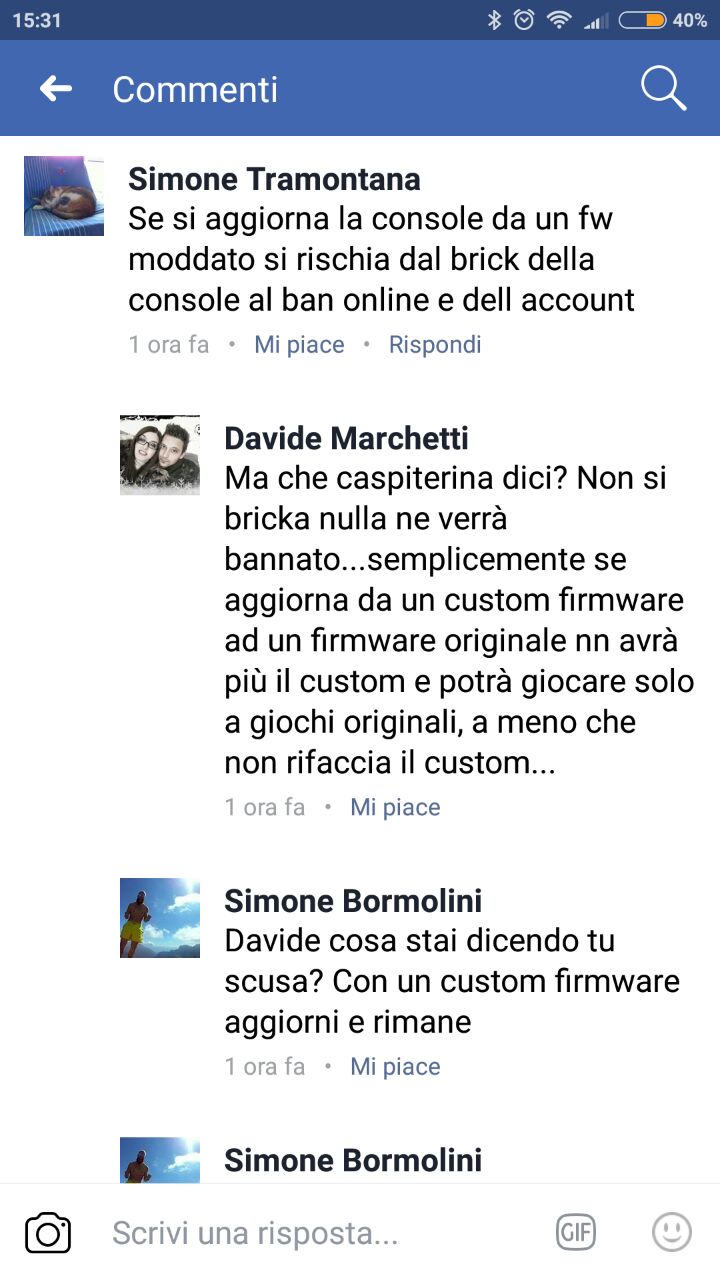 15:31 40%
Commenti
Simone Tramontana
Se si aggiorna la console da un fw
moddato si rischia dal brick della
console al ban online e dell account
1 ora fa • Mi piace • Rispondi
Davide Marchetti
Ma che caspiterina dici? Non si
bricka nulla ne verrà
bannato...semplicemente se
aggiorna da un custom firmware
ad un firmware originale nn avrà
più il custom e potrà giocare solo
a giochi originali, a meno che
non rifaccia il custom...
1 ora fa • Mi piace
Simone Bormolini
Davide cosa stai dicendo tu
scusa? Con un custom firmware
aggiorni e rimane
1 ora fa • Mi piace
Simone Bormolini
Scrivi una risposta... GIF